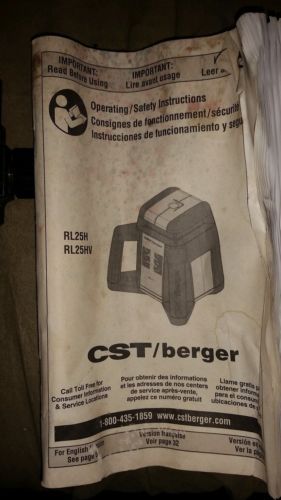 IMPORTANT:
Read Before Using
IMPORTANT:
Lire avant usage
Leer
Operating/Safety Instructions
Consignes de fonctionnement/sécurité
Instrucciones de funcionamiento y segu
RL25H
RL25HV
CST/berger
Call Toll Free for
Consumer Information
& Service Locations
Pour obtenir des informations
et les adresses de nos centers
de service après-vente,
appelez ce numéro gratuit
Llame gratis
obtener inform
para el consum
ubicaciones de
1-800-435-1859 www.cstberger.com
For English
See page
Version française
Voir page 32
Versión
Ver la